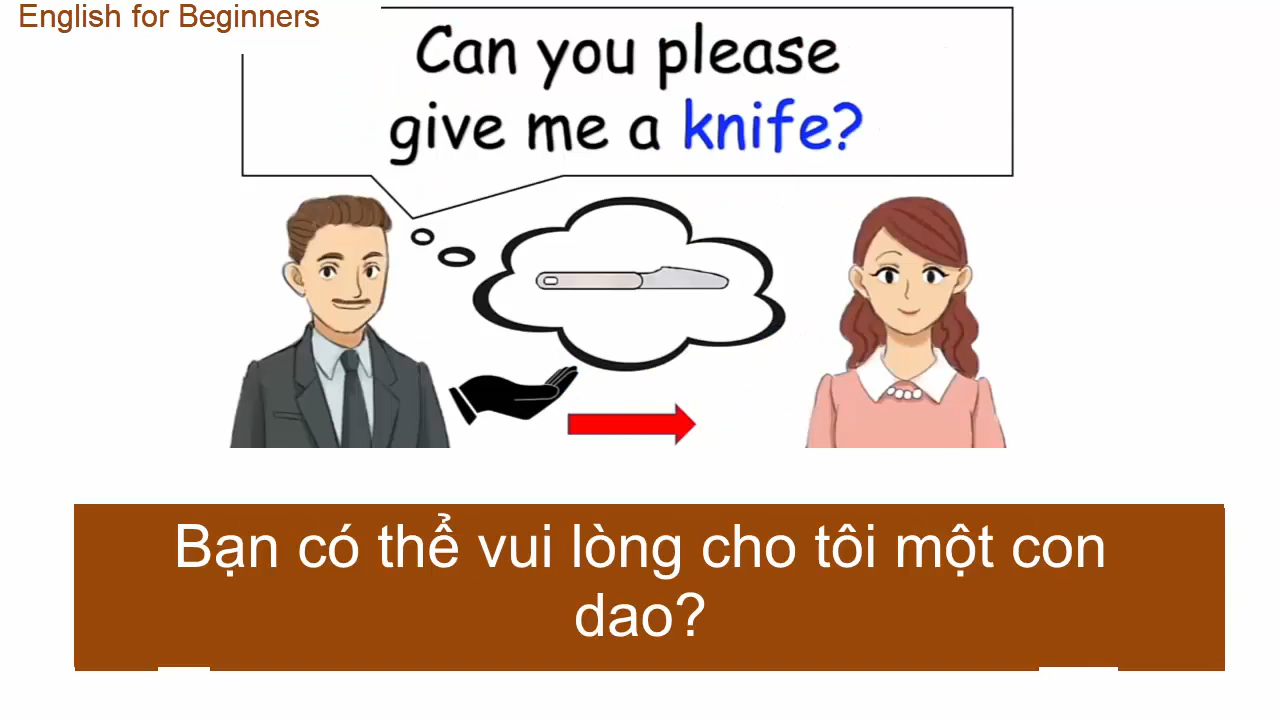 English for Beginners
Can you please
give me a knife?
Bạn có thể vui lòng cho tôi một con
dao?